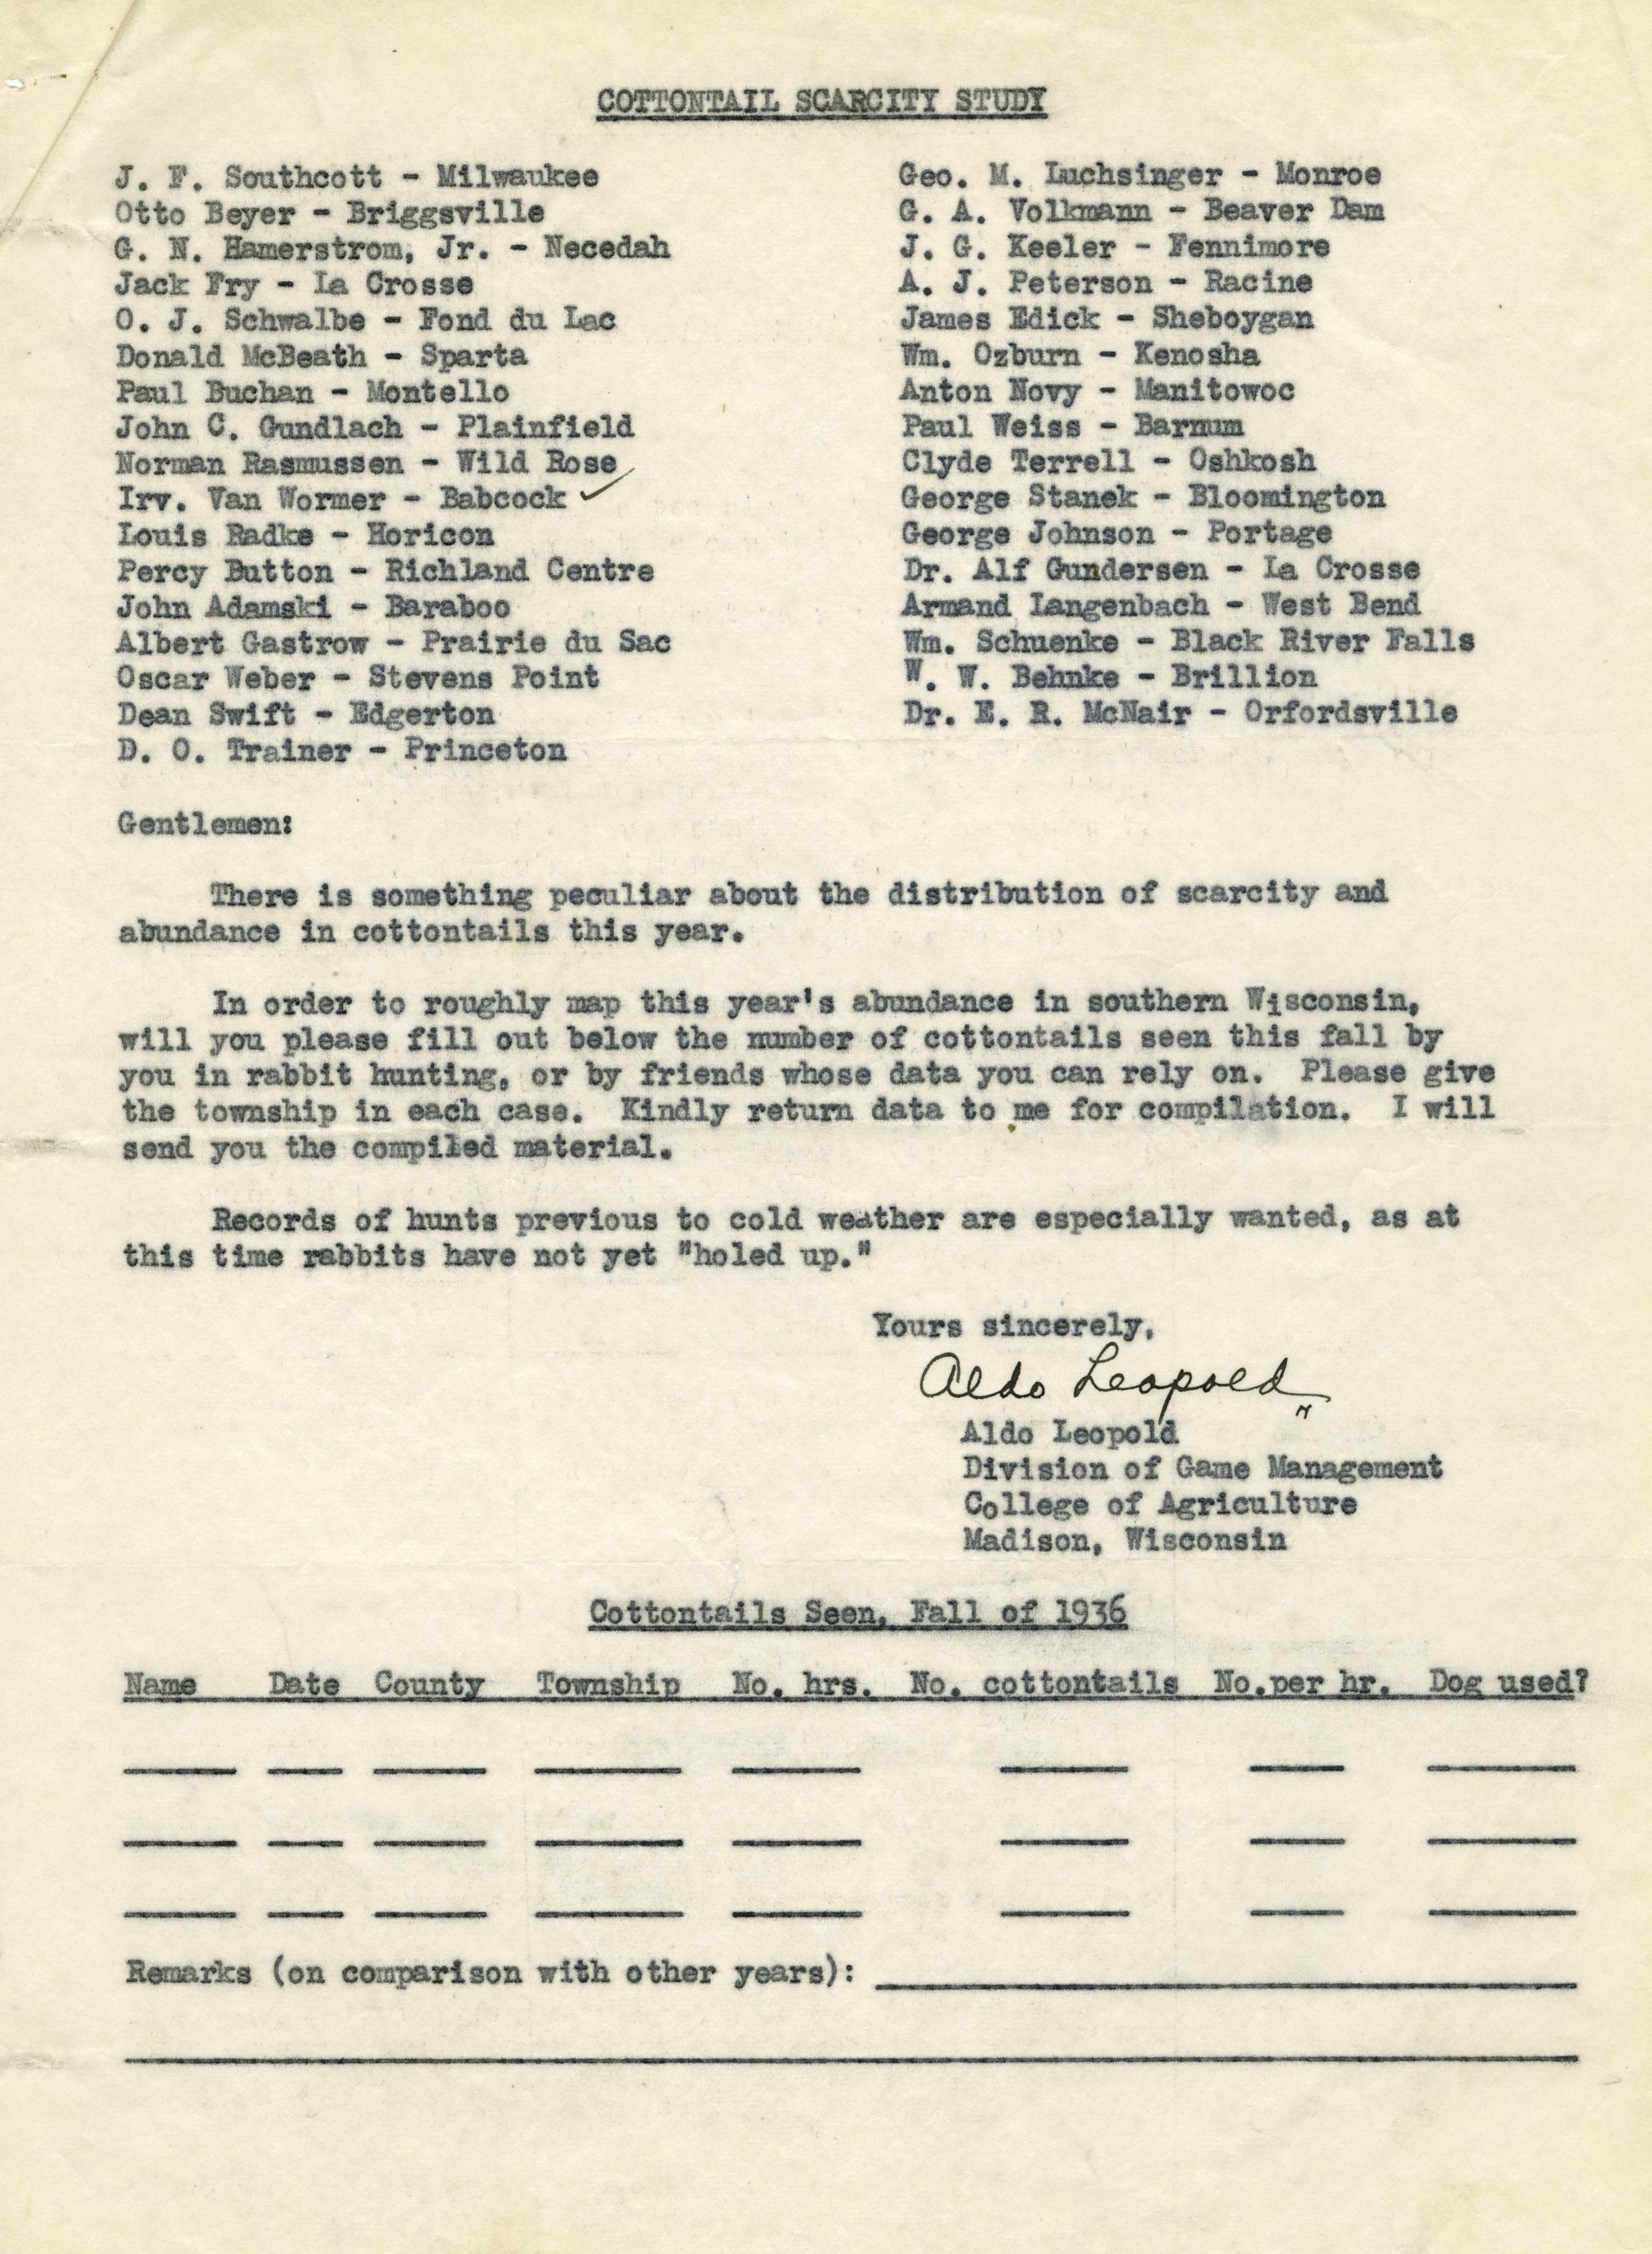 COTTONTAIL SCARCITY STUDY
J. F. Southcott - Milwaukee
Otto Beyer - Briggsville
G. N. Hamerstrom, Jr. - Necedah
Jack Fry - La Crosse
O. J. Schwalbe - Fond du Lac
Donald McBeath - Sparta
Paul Buchan - Montello
John C. Gundlach - Plainfield
Norman Rasmussen - Wild Rose
Irv. Van Wormer - Babcock ✓
Louis Radke - Horicon
Percy Button - Richland Centre
John Adamski - Baraboo
Albert Gastrow - Prairie du Sac
Oscar Weber - Stevens Point
Dean Swift - Edgerton
D. O. Trainer - Princeton
Geo. M. Luchsinger - Monroe
G. A. Volkmann - Beaver Dam
J. G. Keeler - Fennimore
A. J. Peterson - Racine
James Edick - Sheboygan
Wm. Ozburn - Kenosha
Anton Novy - Manitowoc
Paul Weiss - Barnum
Clyde Terrell - Oshkosh
George Stanek - Bloomington
George Johnson - Portage
Dr. Alf Gundersen - La Crosse
Armand Langenbach - West Bend
Wm. Schuenke - Black River Falls
W. W. Behnke - Brillion
Dr. E. R. McNair - Orfordsville
Gentlemen:
There is something peculiar about the distribution of scarcity and
abundance in cottontails this year.
In order to roughly map this year's abundance in southern Wisconsin,
will you please fill out below the number of cottontails seen this fall by
you in rabbit hunting, or by friends whose data you can rely on. Please give
the township in each case. Kindly return data to me for compilation. I will
send you the compiled material.
Records of hunts previous to cold weather are especially wanted, as at
this time rabbits have not yet "holed up."
Yours sincerely,
Aldo Leopold
Aldo Leopold
Division of Game Management
College of Agriculture
Madison, Wisconsin
Cottontails Seen, Fall of 1936
Name Date County Township No. hrs. No. cottontails No.per hr. Dog used?
Remarks (on comparison with other years):